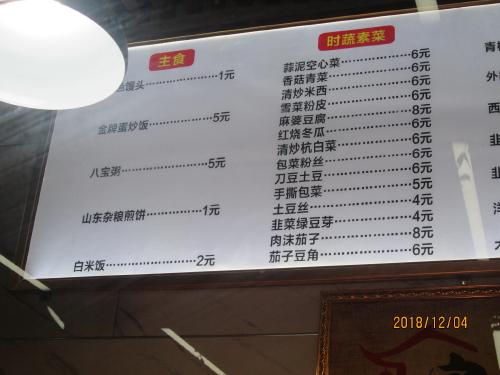 主食
馒头…………………1元
金牌蛋炒饭………………5元
八宝粥……………………5元
山东杂粮煎饼……………1元
白米饭……………………2元
时蔬素菜
蒜泥空心菜………………6元
香菇青菜…………………6元
清炒米西…………………6元
雪菜粉皮…………………6元
麻婆豆腐…………………8元
红烧冬瓜…………………6元
清炒杭白菜………………6元
包菜粉丝…………………6元
刀豆土豆…………………6元
手撕包菜…………………5元
土豆丝……………………4元
韭菜绿豆芽………………4元
肉沫茄子…………………8元
茄子豆角…………………6元
2018/12/04